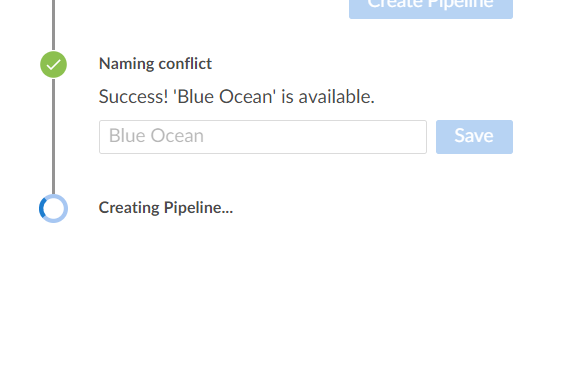 Create Pipeline
Naming conflict
Success! 'Blue Ocean' is available.
Blue Ocean
Save
Creating Pipeline...